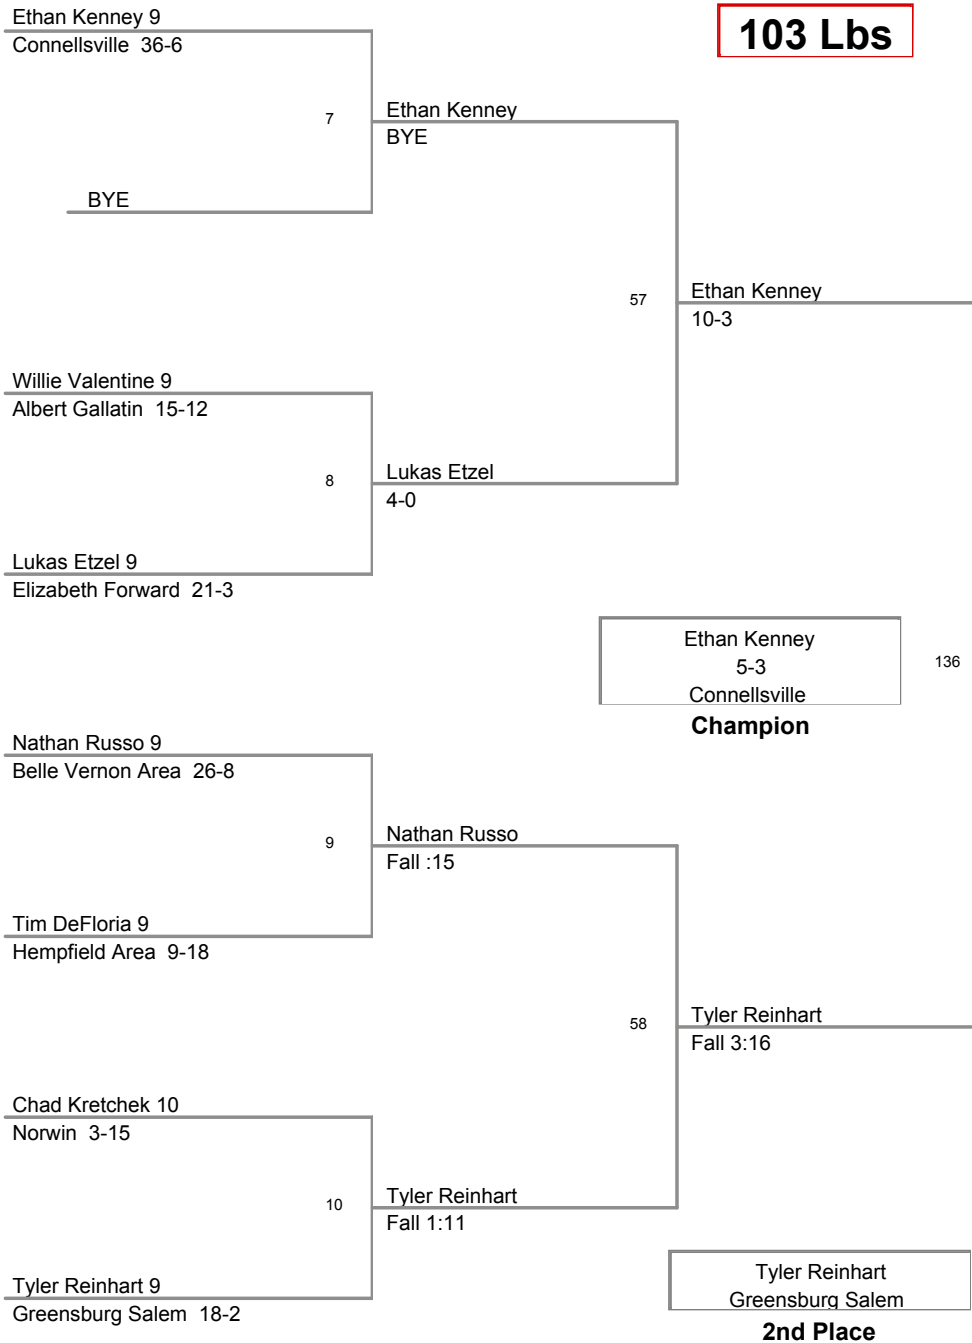 Ethan Kenney 9
103 Lbs
Connellsville 36-6
7
Ethan Kenney
BYE
BYE
57
Ethan Kenney
10-3
Willie Valentine 9
Albert Gallatin 15-12
8
Lukas Etzel
4-0
Lukas Etzel 9
Elizabeth Forward 21-3
Ethan Kenney
5-3
Connellsville
136
Champion
Nathan Russo 9
Belle Vernon Area 26-8
9
Nathan Russo
Fall :15
Tim DeFloria 9
Hempfield Area 9-18
58
Tyler Reinhart
Fall 3:16
Chad Kretchek 10
Norwin 3-15
10
Tyler Reinhart
Fall 1:11
Tyler Reinhart 9
Greensburg Salem 18-2
Tyler Reinhart
Greensburg Salem
2nd Place